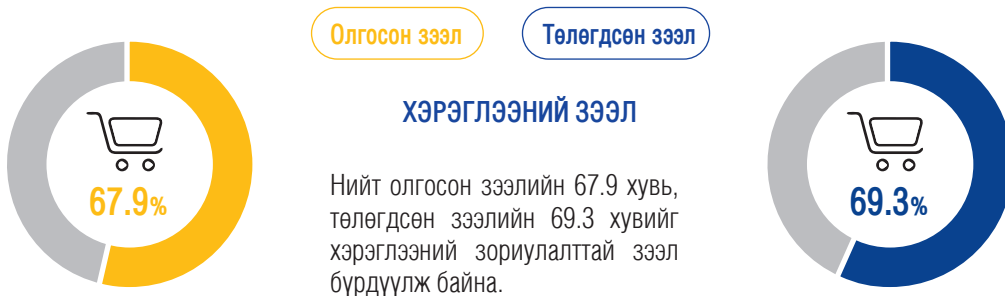 Олгосон зээл
Төлөгдсөн зээл
ХЭРЭГЛЭЭНИЙ ЗЭЭЛ
67.9%
Нийт олгосон зээлийн 67.9 хувь,
төлөгдсөн зээлийн 69.3 хувийг
хэрэглээний зориулалттай зээл
бүрдүүлж байна.
69.3%